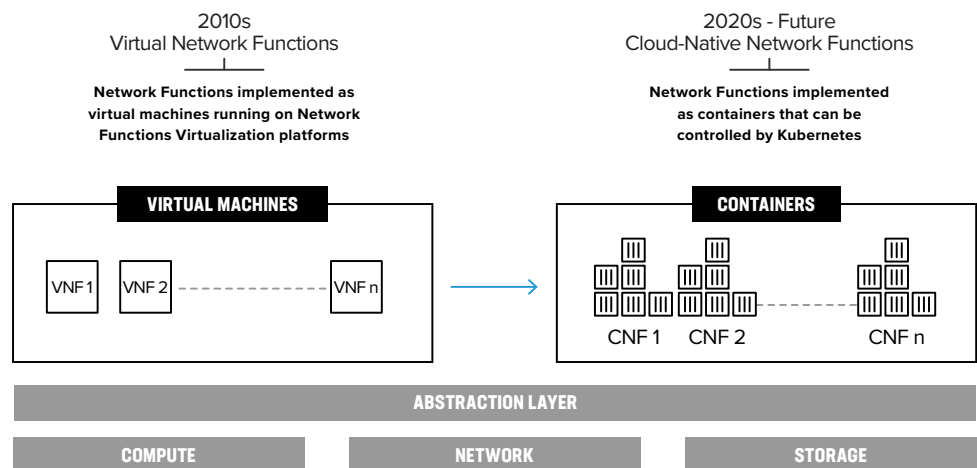 2010s
Virtual Network Functions
Network Functions implemented as
virtual machines running on Network
Functions Virtualization platforms
2020s - Future
Cloud-Native Network Functions
Network Functions implemented
as containers that can be
controlled by Kubernetes
VIRTUAL MACHINES
VNF 1
VNF 2
VNF n
CONTAINERS
CNF 1
CNF 2
CNF n
ABSTRACTION LAYER
COMPUTE
NETWORK
STORAGE